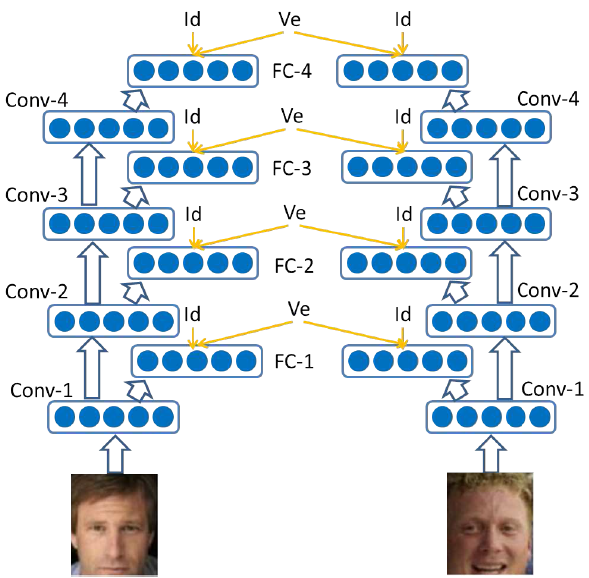 Id Ve Id
FC-4
Conv-4 Conv-4
Id Ve Id
FC-3
Conv-3 Conv-3
Id Ve Id
FC-2
Conv-2 Conv-2
Id Ve Id
FC-1
Conv-1 Conv-1